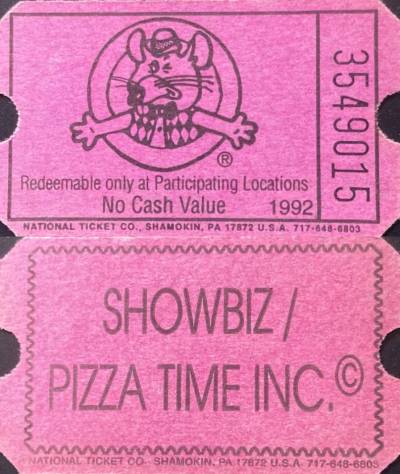 ®
Redeemable only at Participating Locations
No Cash Value 1992
3549015
NATIONAL TICKET CO., SHAMOKIN, PA 17872 U.S.A. 717-648-6803
SHOWBIZ /
PIZZA TIME INC.©
NATIONAL TICKET CO. SHAMOKIN, PA 17872 U.S.A. 717-648-6803